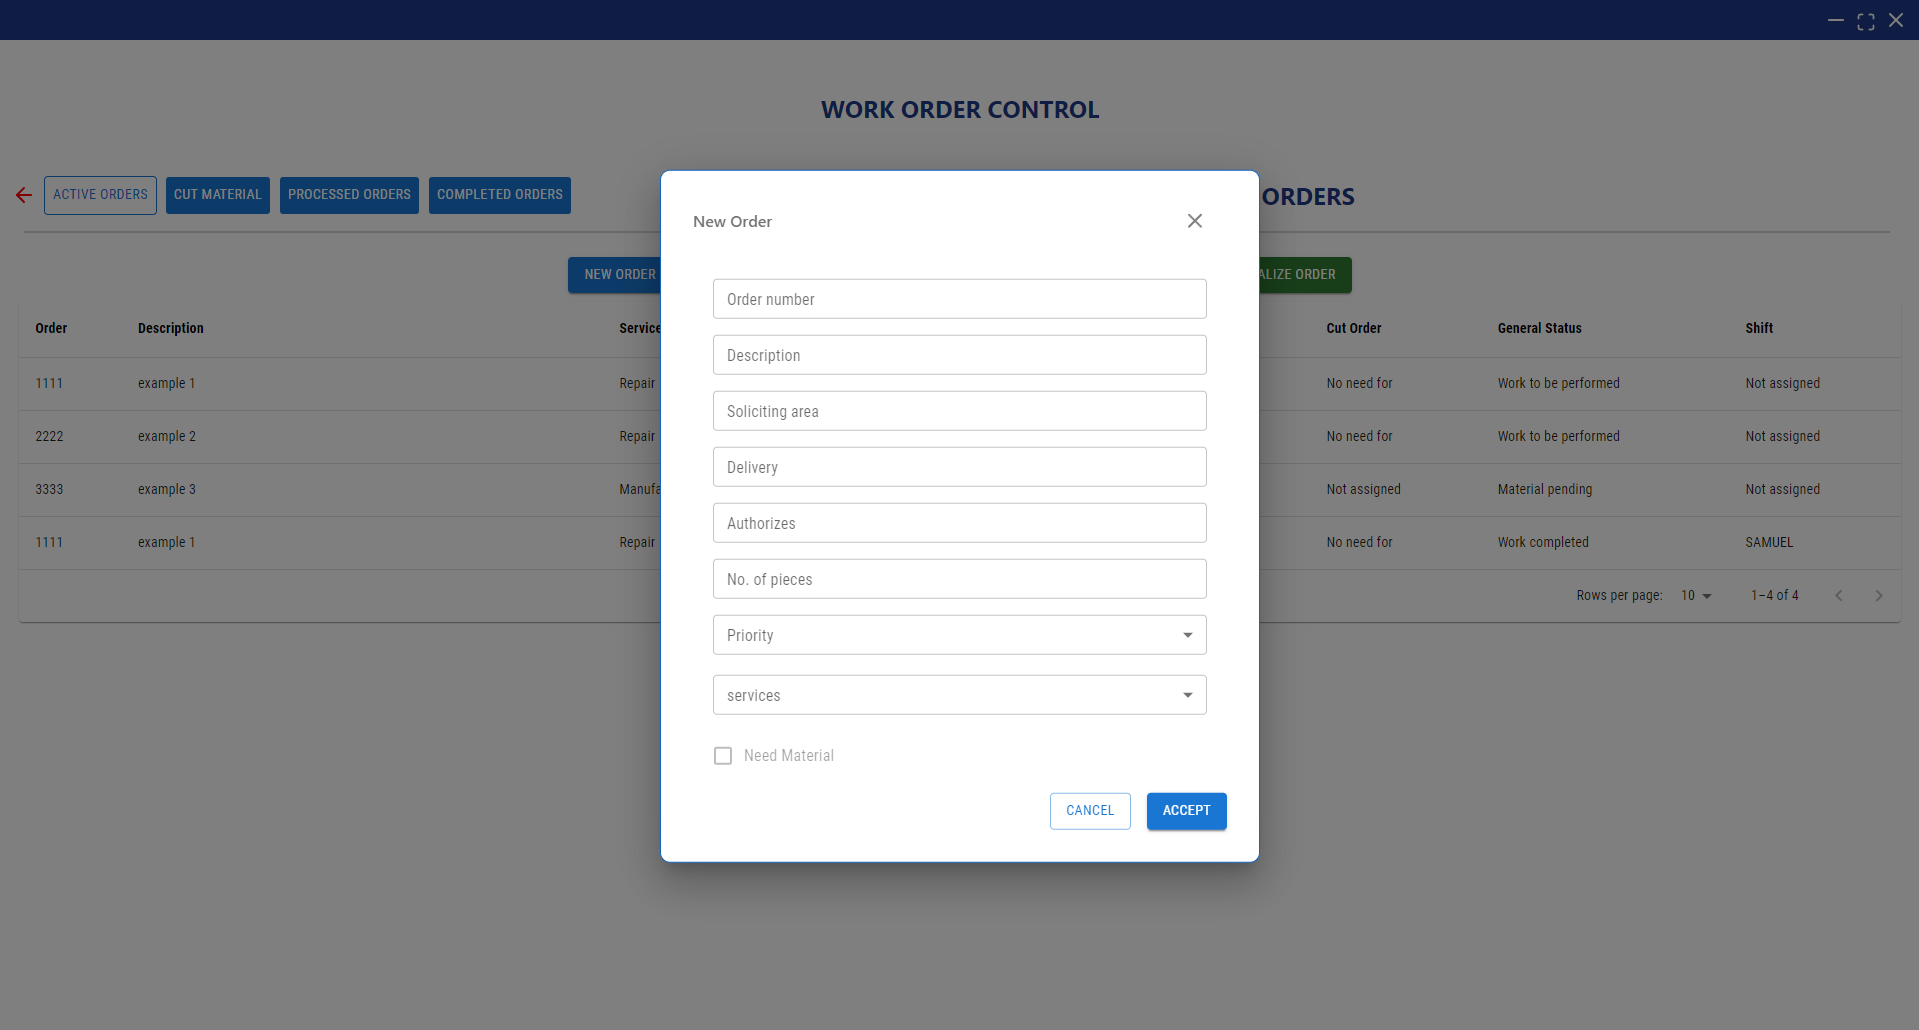 WORK ORDER CONTROL
ACTIVE ORDERS CUT MATERIAL PROCESSED ORDERS COMPLETED ORDERS ORDERS
NEW ORDER ALIZE ORDER
Order Description Service Cut Order General Status Shift
1111 example 1 Repair No need for Work to be performed Not assigned
2222 example 2 Repair No need for Work to be performed Not assigned
3333 example 3 Manufa Not assigned Material pending Not assigned
1111 example 1 Repair No need for Work completed SAMUEL
Rows per page: 10 1–4 of 4
New Order
Order number
Description
Soliciting area
Delivery
Authorizes
No. of pieces
Priority
services
Need Material
CANCEL ACCEPT